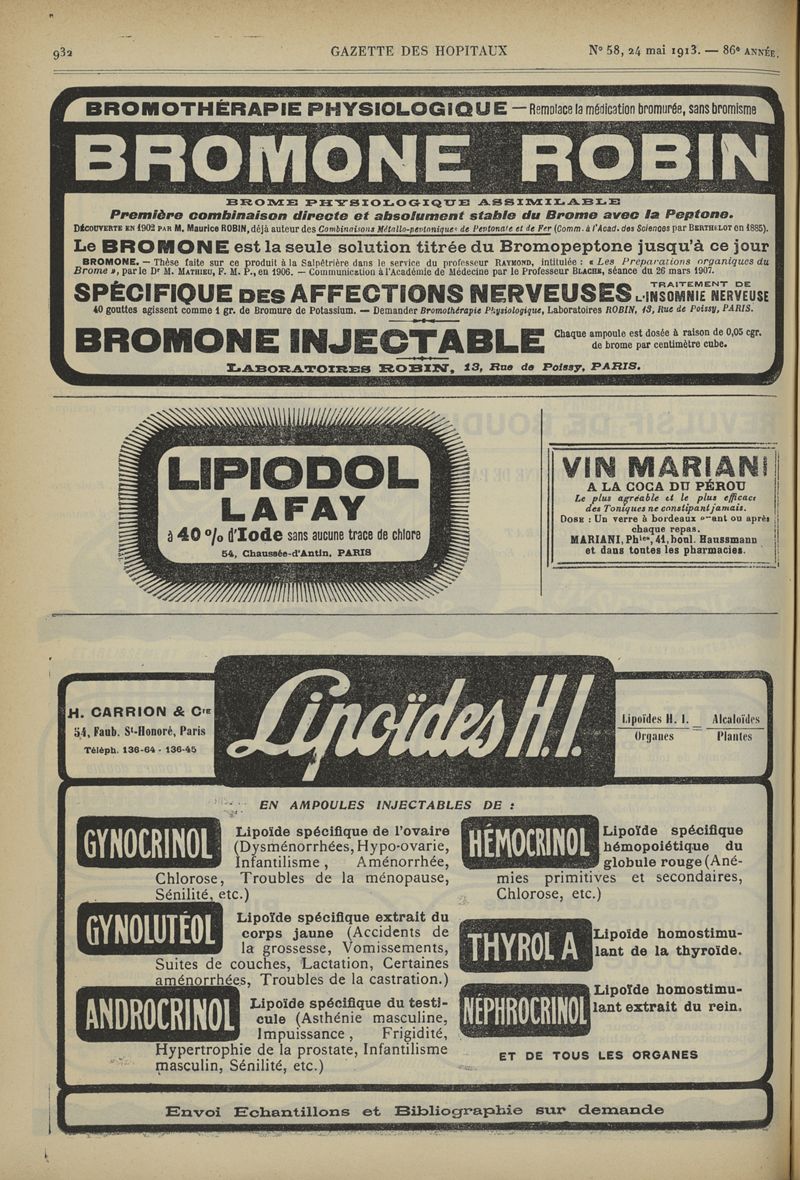 932
GAZETTE DES HOPITAUX
N° 58, 24 mai 1913. — 86e ANNÉE.
BROMOTHÉRAPIE PHYSIOLOGIQUE — Remplace la médication bromurée, sans bromisme
BROMONE ROBIN
BROME PHYSIOLOGIQUE ASSIMILABLE
Première combinaison directe et absolument stable du Brome avec la Peptone.
DÉCOUVERTE EN 1902 PAR M. Maurice ROBIN, déjà auteur des Combinaisons Métallo-peptoniques de Peptonate et de Fer (Comm. à l'Acad. des Sciences par BERTHELOT en 1885).
Le BROMONE est la seule solution titrée du Bromopeptone jusqu'à ce jour
BROMONE. — Thèse faite sur ce produit à la Salpêtrière dans le service du professeur RAYMOND, intitulée : « Les Préparations organiques du
Brome », par le Dr M. MATHIEU, F. M. P., en 1906. — Communication à l'Académie de Médecine par le Professeur BLACHE, séance du 26 mars 1907.
SPÉCIFIQUE DES AFFECTIONS NERVEUSES
TRAITEMENT DE
L'INSOMNIE NERVEUSE
40 gouttes agissent comme 1 gr. de Bromure de Potassium. — Demander Bromothérapie Physiologique, Laboratoires ROBIN, 13, Rue de Poissy, PARIS.
BROMONE INJECTABLE
Chaque ampoule est dosée à raison de 0,05 cgr.
de brome par centimètre cube.
LABORATOIRES ROBIN, 13, Rue de Poissy, PARIS.
LIPIODOL
LAFAY
à 40 % d'Iode sans aucune trace de chlore
54, Chaussée-d'Antin, PARIS
VIN MARIANI
A LA COCA DU PÉROU
Le plus agréable et le plus efficace
des Toniques ne constipant jamais.
DOSE : Un verre à bordeaux avant ou après
chaque repas.
MARIANI, Phien, 41, boul. Haussmann
et dans toutes les pharmacies.
H. CARRION & Cie
54, Faub. St-Honoré, Paris
Téléph. 136-64 - 136-45
Lipoïdes H.I.
Lipoïdes H. I. = Alcaloïdes
Organes Plantes
EN AMPOULES INJECTABLES DE :
GYNOCRINOL
Lipoïde spécifique de l'ovaire
(Dysménorrhées, Hypo-ovarie,
Infantilisme, Aménorrhée,
Chlorose, Troubles de la ménopause,
Sénilité, etc.)
GYNOLUTÉOL
Lipoïde spécifique extrait du
corps jaune (Accidents de
la grossesse, Vomissements,
Suites de couches, Lactation, Certaines
aménorrhées, Troubles de la castration.)
ANDROCRINOL
Lipoïde spécifique du testi-
cule (Asthénie masculine,
Impuissance, Frigidité,
Hypertrophie de la prostate, Infantilisme
masculin, Sénilité, etc.)
HÉMOCRINOL
Lipoïde spécifique
hémopoiétique du
globule rouge (Ané-
mies primitives et secondaires,
Chlorose, etc.)
THYROL A
Lipoïde homostimu-
lant de la thyroïde.
NÉPHROCRINOL
Lipoïde homostimu-
lant extrait du rein.
ET DE TOUS LES ORGANES
Envoi Echantillons et Bibliographie sur demande